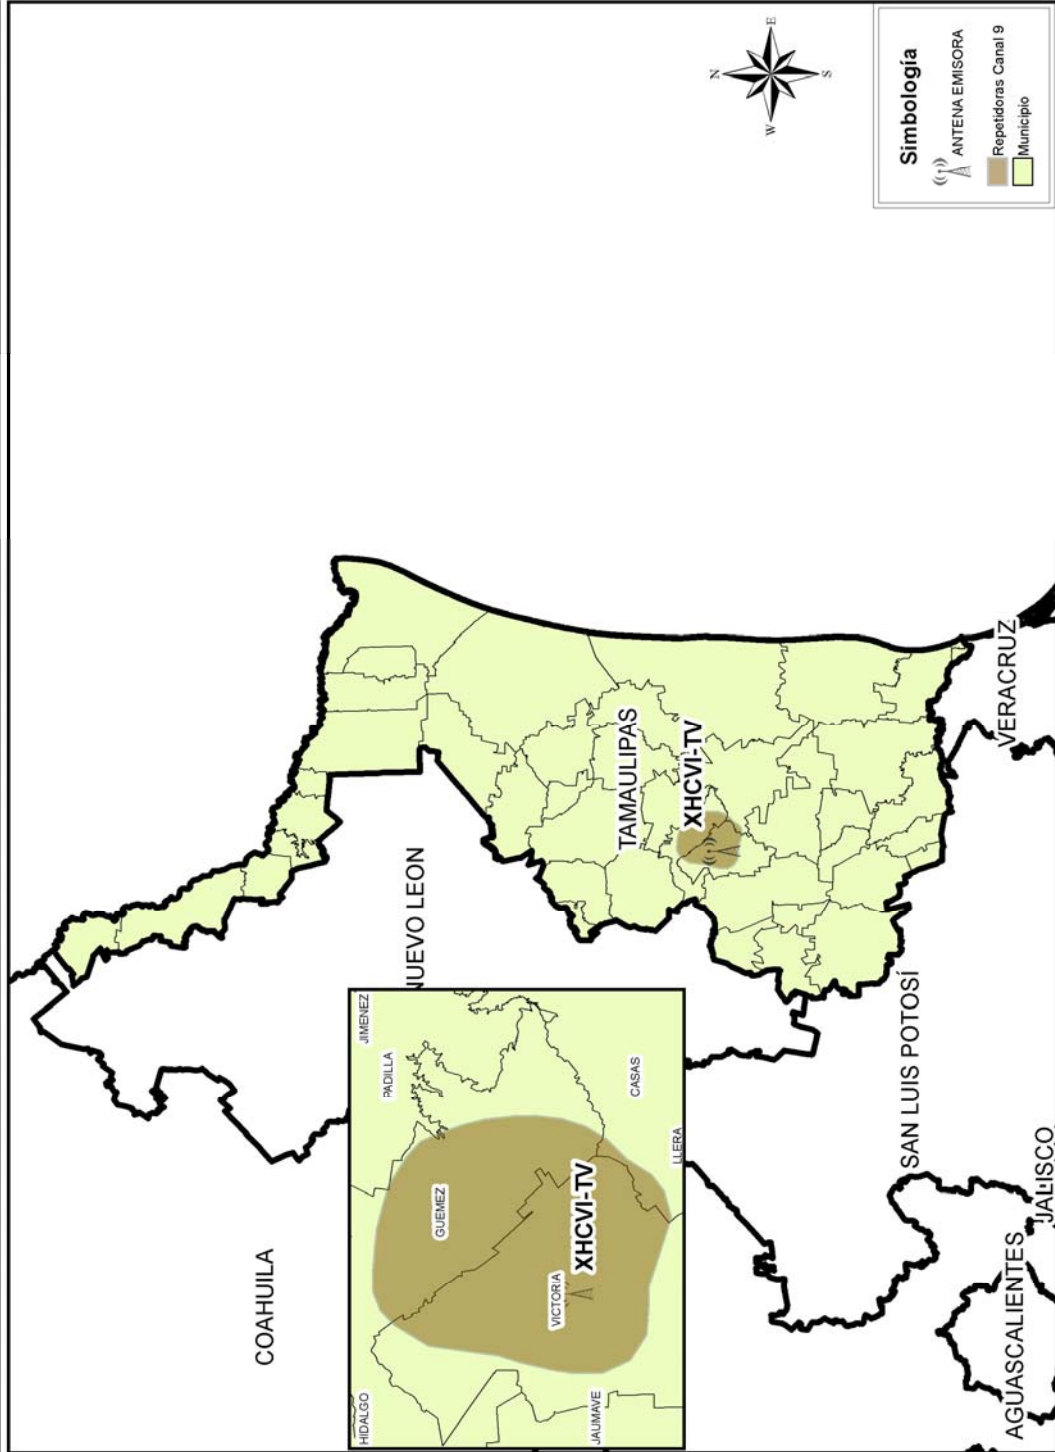 N
W
E
S
Simbología
ANTENA EMISORA
Repetidoras Canal 9
Municipio
COAHUILA
NUEVO LEON
TAMAULIPAS
XHCVI-TV
SAN LUIS POTOSÍ
VERACRUZ
AGUASCALIENTES
JALISCO
HIDALGO
JIMENEZ
PADILLA
GUEMEZ
VICTORIA
XHCVI-TV
CASAS
JAUMAVE
LLERA